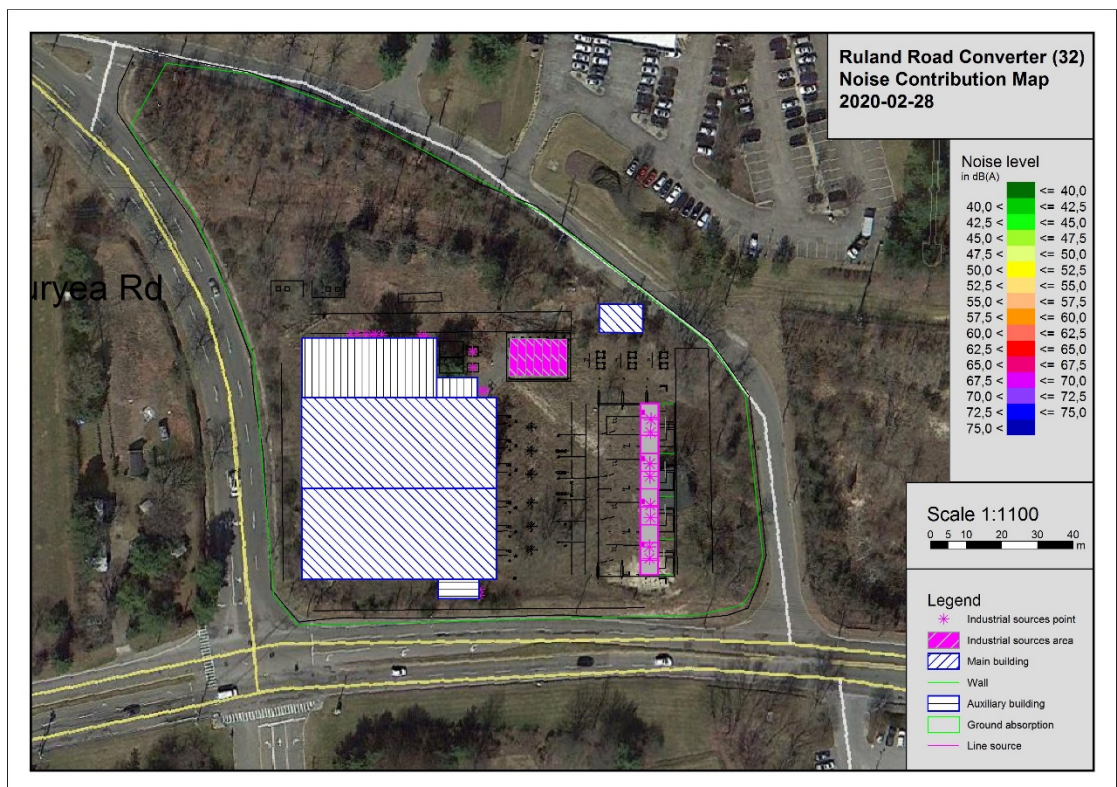 Ruland Road Converter (32)
Noise Contribution Map
2020-02-28
uryea Rd
Noise level
in dB(A)
<= 40,0
40,0 < <= 42,5
42,5 < <= 45,0
45,0 < <= 47,5
47,5 < <= 50,0
50,0 < <= 52,5
52,5 < <= 55,0
55,0 < <= 57,5
57,5 < <= 60,0
60,0 < <= 62,5
62,5 < <= 65,0
65,0 < <= 67,5
67,5 < <= 70,0
70,0 < <= 72,5
72,5 < <= 75,0
75,0 <
Scale 1:1100
0 5 10 20 30 40
m
Legend
Industrial sources point
Industrial sources area
Main building
Wall
Auxiliary building
Ground absorption
Line source